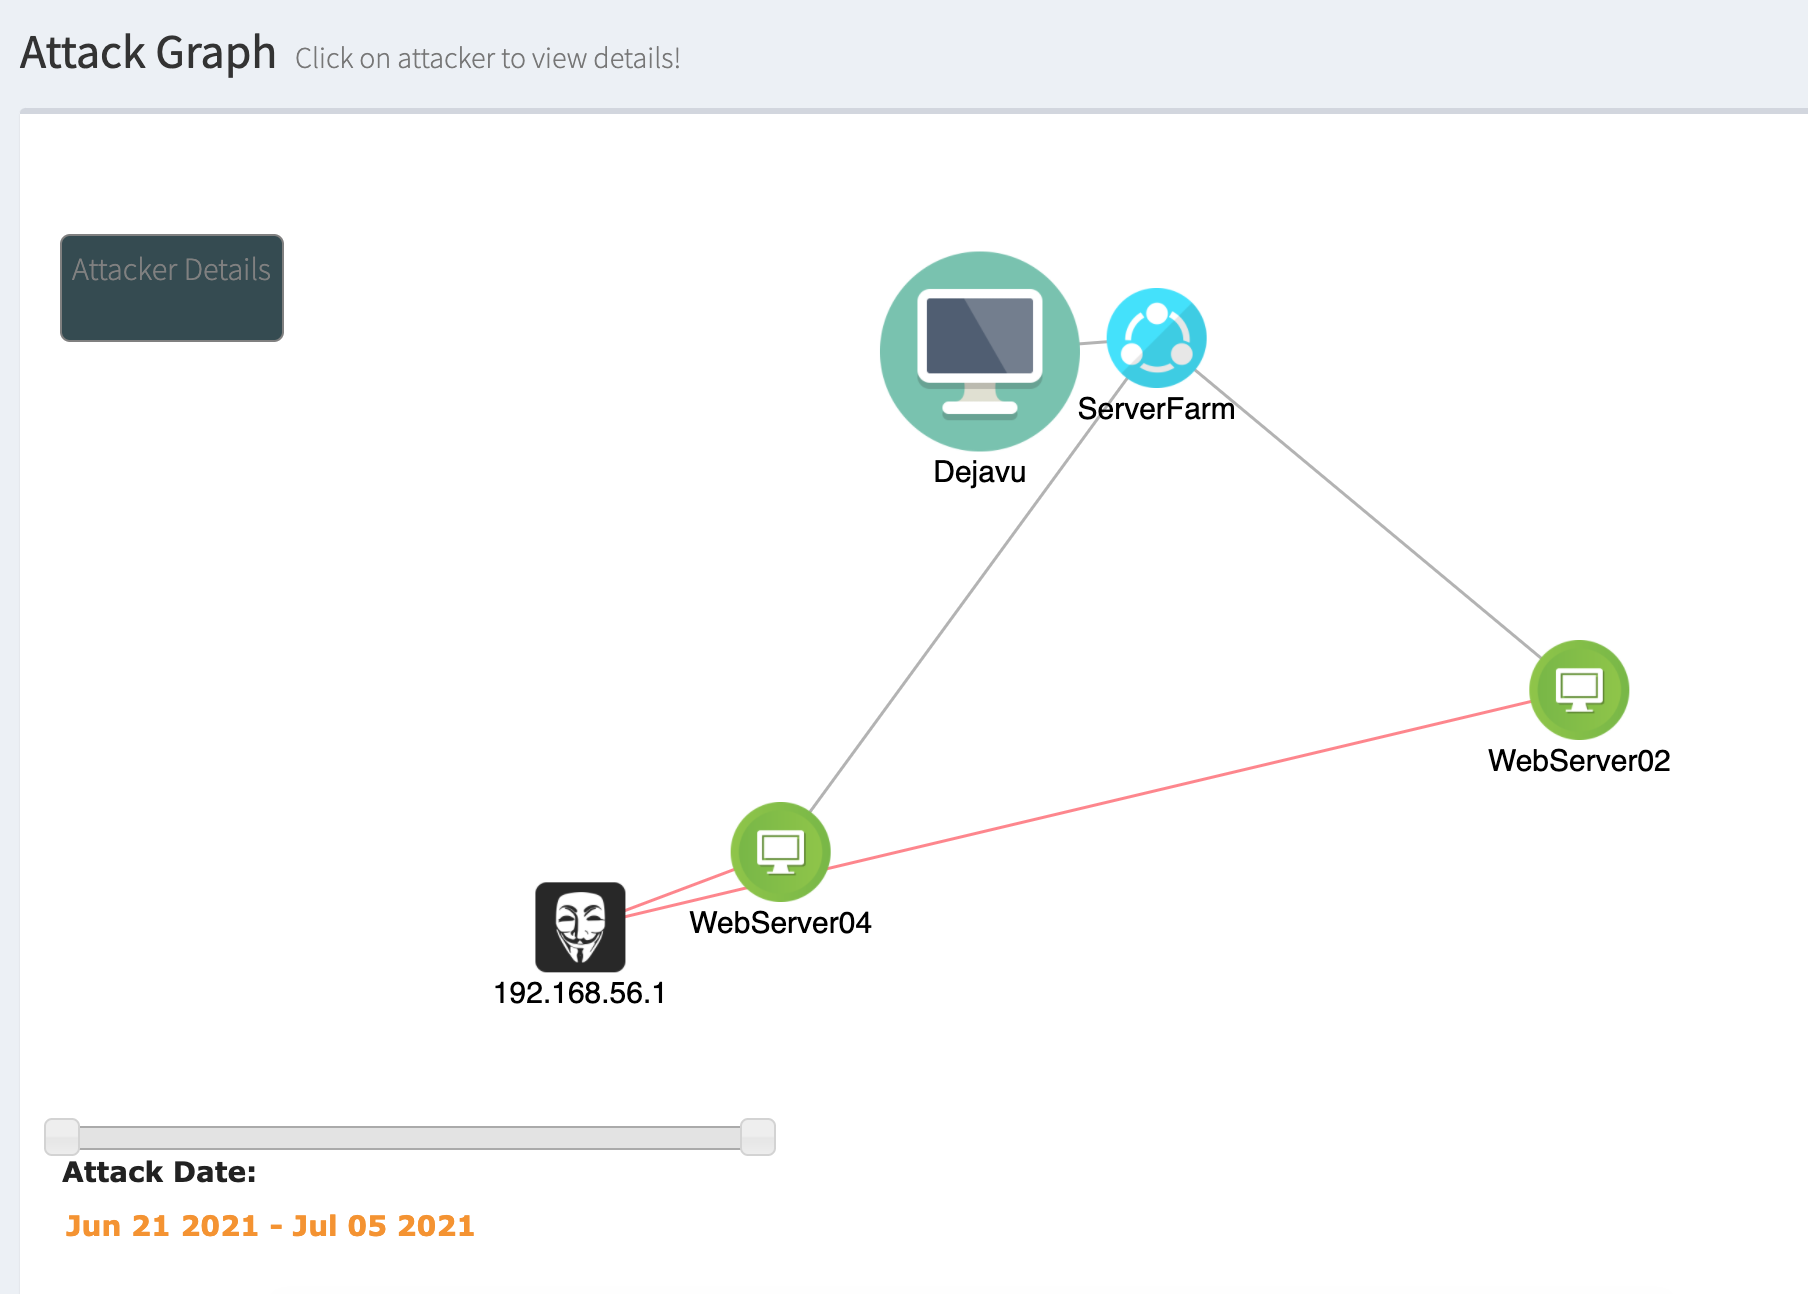 Attack Graph Click on attacker to view details!
Attacker Details
ServerFarm
Dejavu
WebServer02
WebServer04
192.168.56.1
Attack Date:
Jun 21 2021 - Jul 05 2021